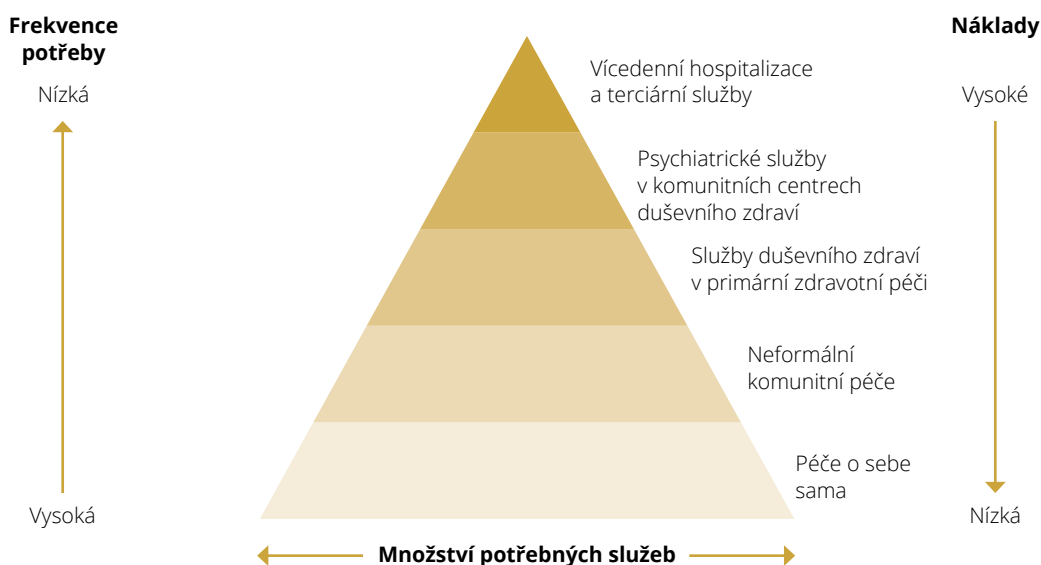 Frekvence
potřeby
Nízká
Náklady
Vysoké
Vícedenní hospitalizace
a terciární služby
Psychiatrické služby
v komunitních centrech
duševního zdraví
Služby duševního zdraví
v primární zdravotní péči
Neformální
komunitní péče
Péče o sebe
sama
Vysoká
Nízká
Množství potřebných služeb